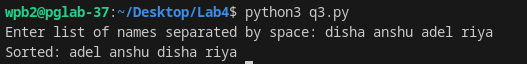 wpb2@pglab-37:~/Desktop/Lab4$ python3 q3.py
Enter list of names separated by space: disha anshu adel riya
Sorted: adel anshu disha riya